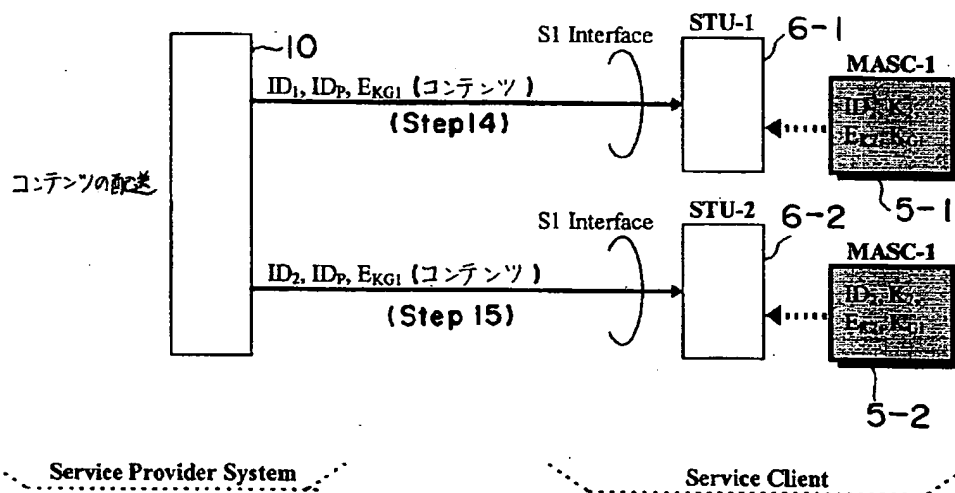 10
コンテンツの配送
ID1, IDP, EKG1 (コンテンツ)
(Step14)
S1 Interface
STU-1
6-1
MASC-1
5-1
ID2, IDP, EKG1 (コンテンツ)
(Step 15)
S1 Interface
STU-2
6-2
MASC-1
ID2, K2,
5-2
Service Provider System
Service Client